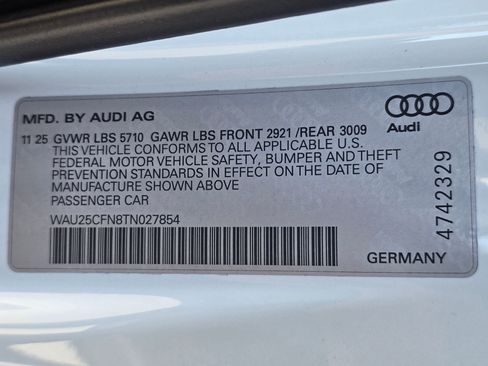 MFD. BY AUDI AG
11 25 GVWR LBS 5710 GAWR LBS FRONT 2921 /REAR 3009
THIS VEHICLE CONFORMS TO ALL APPLICABLE U.S.
FEDERAL MOTOR VEHICLE SAFETY, BUMPER AND THEFT
PREVENTION STANDARDS IN EFFECT ON THE DATE OF
MANUFACTURE SHOWN ABOVE
PASSENGER CAR
WAU25CFN8TN027854
Audi
4742329
GERMANY